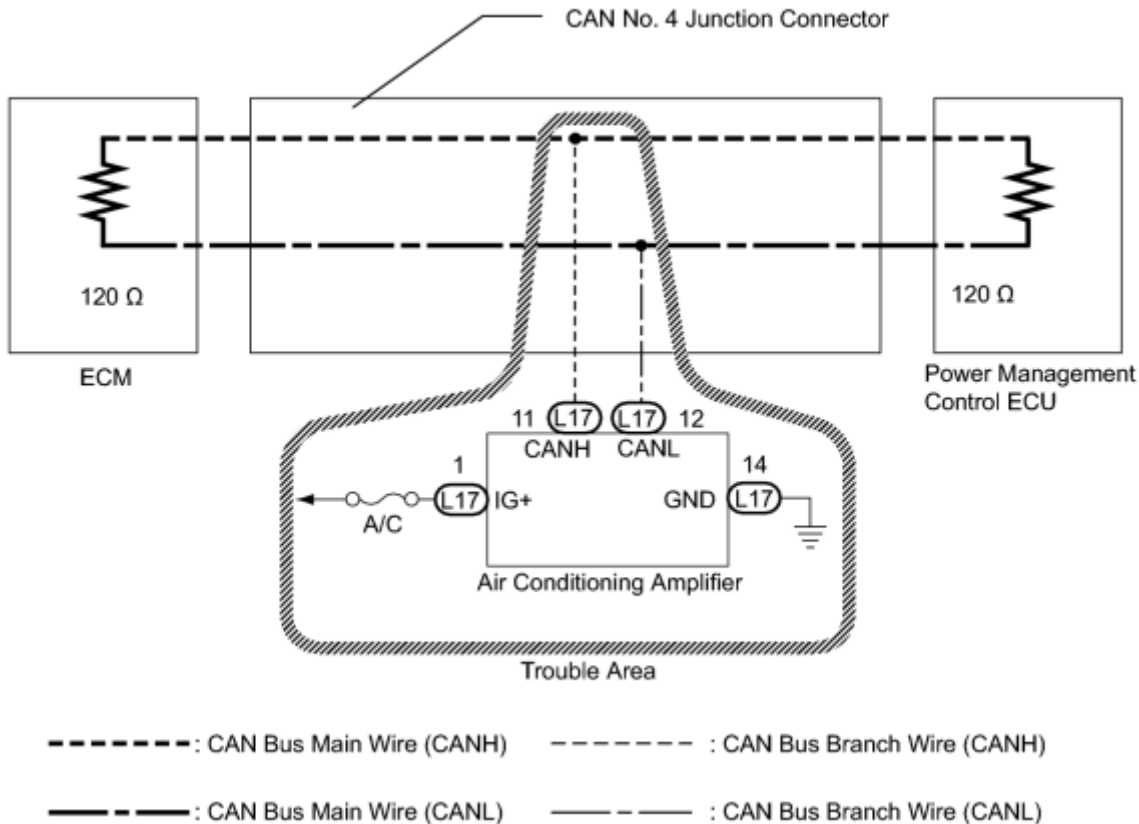 CAN No. 4 Junction Connector
120 Ω
120 Ω
ECM
Power Management
Control ECU
11 L17 L17 12
CANH CANL
1
14
L17 IG+
GND L17
A/C
Air Conditioning Amplifier
Trouble Area
: CAN Bus Main Wire (CANH)
: CAN Bus Branch Wire (CANH)
: CAN Bus Main Wire (CANL)
: CAN Bus Branch Wire (CANL)